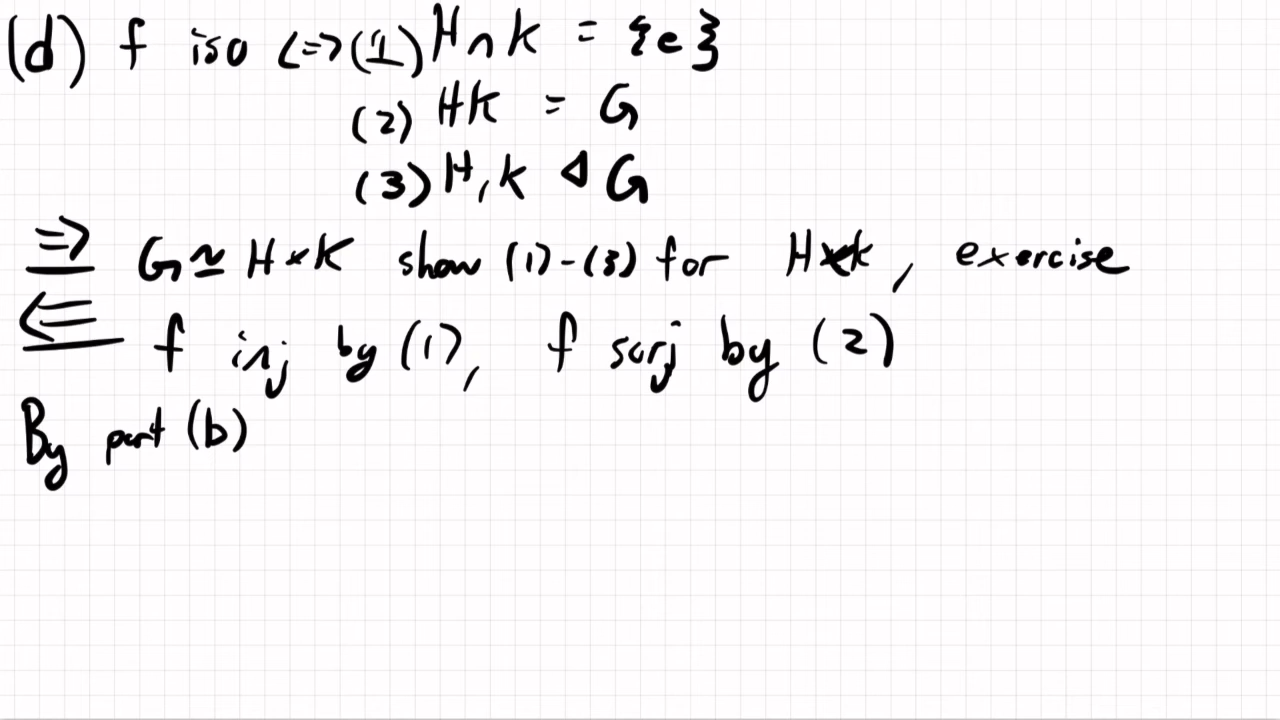 (d) f iso <=> (1) H ∩ K = {e}
(2) HK = G
(3) H, K ⊲ G
=> G ≃ H × K show (1)-(3) for H×K, exercise
<= f inj by (1), f surj by (2)
By part (b)